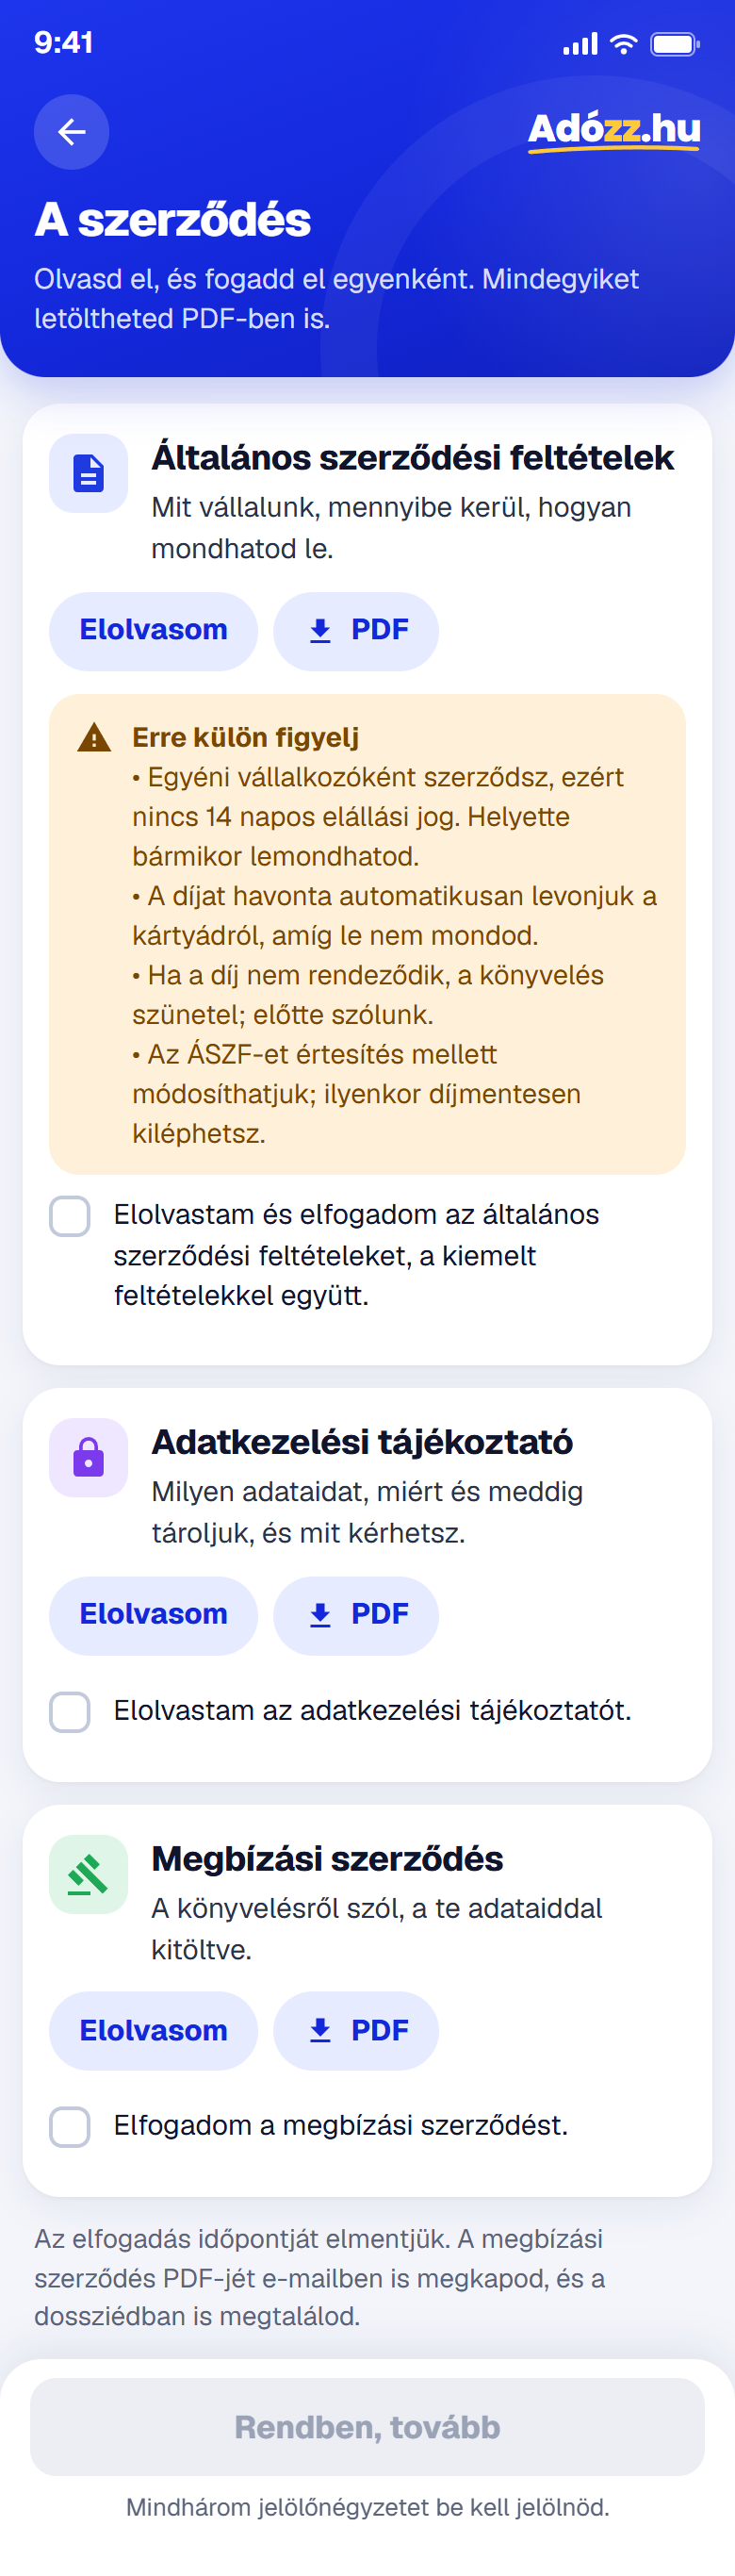 9:41
Adózz.hu
A szerződés
Olvasd el, és fogadd el egyenként. Mindegyiket
letöltheted PDF-ben is.
Általános szerződési feltételek
Mit vállalunk, mennyibe kerül, hogyan
mondhatod le.
Elolvasom
PDF
Erre külön figyelj
• Egyéni vállalkozóként szerződsz, ezért
nincs 14 napos elállási jog. Helyette
bármikor lemondhatod.
• A díjat havonta automatikusan levonjuk a
kártyádról, amíg le nem mondod.
• Ha a díj nem rendeződik, a könyvelés
szünetel; előtte szólunk.
• Az ÁSZF-et értesítés mellett
módosíthatjuk; ilyenkor díjmentesen
kiléphetsz.
Elolvastam és elfogadom az általános
szerződési feltételeket, a kiemelt
feltételekkel együtt.
Adatkezelési tájékoztató
Milyen adataidat, miért és meddig
tároljuk, és mit kérhetsz.
Elolvasom
PDF
Elolvastam az adatkezelési tájékoztatót.
Megbízási szerződés
A könyvelésről szól, a te adataiddal
kitöltve.
Elolvasom
PDF
Elfogadom a megbízási szerződést.
Az elfogadás időpontját elmentjük. A megbízási
szerződés PDF-jét e-mailben is megkapod, és a
dossziédban is megtalálod.
Rendben, tovább
Mindhárom jelölőnégyzetet be kell jelölnöd.